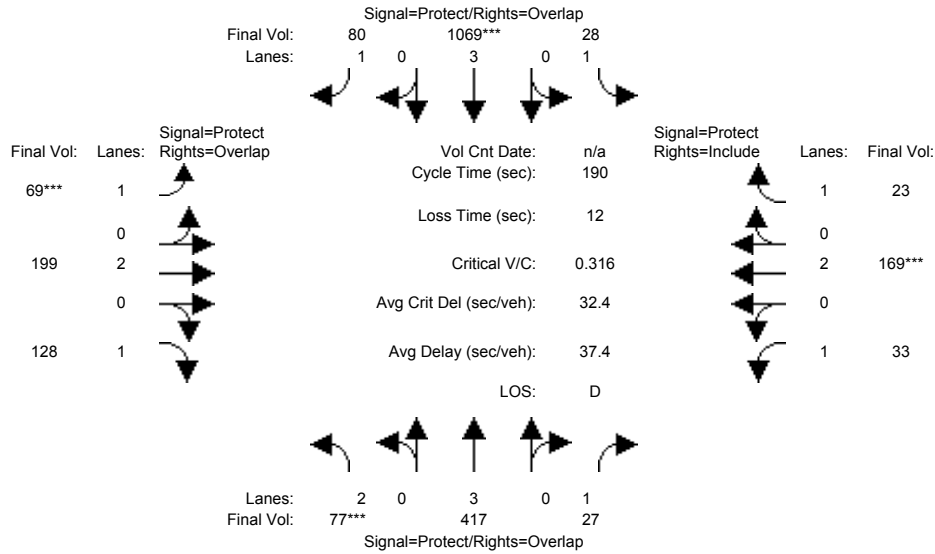 Signal=Protect/Rights=Overlap
Final Vol: 80 1069*** 28
Lanes: 1 0 3 0 1
Signal=Protect
Final Vol: Lanes: Rights=Overlap
Vol Cnt Date: n/a
Signal=Protect
Rights=Include Lanes: Final Vol:
Cycle Time (sec): 190
69*** 1
1 23
Loss Time (sec): 12
0
0
199 2
Critical V/C: 0.316
2 169***
0
Avg Crit Del (sec/veh): 32.4
0
128 1
Avg Delay (sec/veh): 37.4
1 33
LOS: D
Lanes: 2 0 3 0 1
Final Vol: 77*** 417 27
Signal=Protect/Rights=Overlap